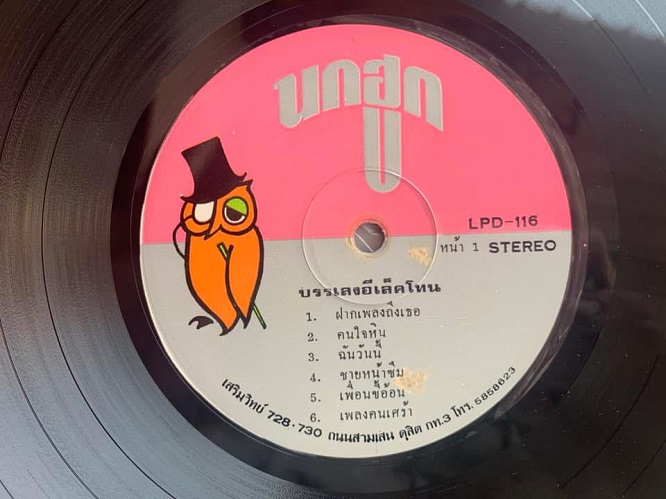 นกฮูก
LPD-116
หน้า 1 STEREO
บรรเลงอีเล็คโทน
1. ฝากเพลงถึงเธอ
2. คนใจหิน
3. ฉันวันนี้
4. ชายหน้าซึม
5. เพื่อนขี้อ้อน
6. เพลงคนเศร้า
เสริมวิทย์ 728-730 ถนนสามเสน ดุสิต กท.3 โทร. 5858623